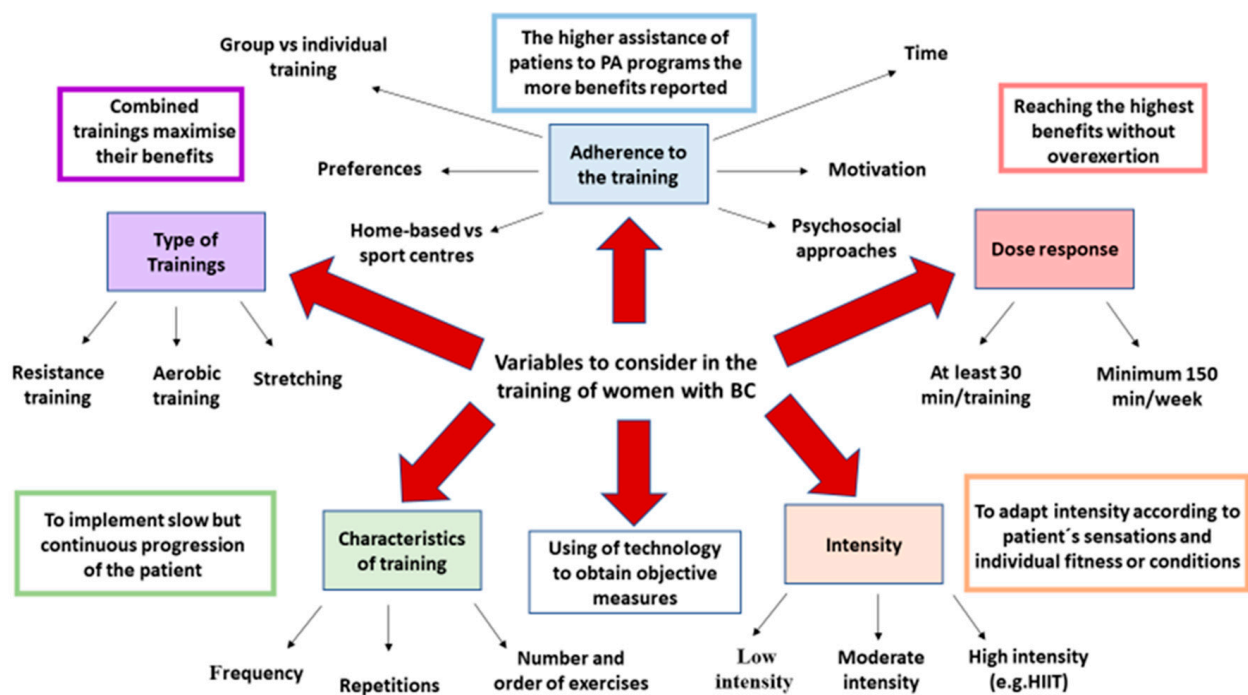 Group vs individual
training
The higher assistance of
patiens to PA programs the
more benefits reported
Time
Combined
trainings maximise
their benefits
Reaching the highest
benefits without
overexertion
Adherence to
the training
Preferences
Motivation
Home-based vs
sport centres
Psychosocial
approaches
Type of
Trainings
Dose response
Resistance
training
Aerobic
training
Stretching
Variables to consider in the
training of women with BC
At least 30
min/training
Minimum 150
min/week
To implement slow but
continuous progression
of the patient
Characteristics
of training
Using of technology
to obtain objective
measures
Intensity
To adapt intensity according to
patient´s sensations and
individual fitness or conditions
Frequency
Repetitions
Number and
order of exercises
Low
intensity
Moderate
intensity
High intensity
(e.g.HIIT)